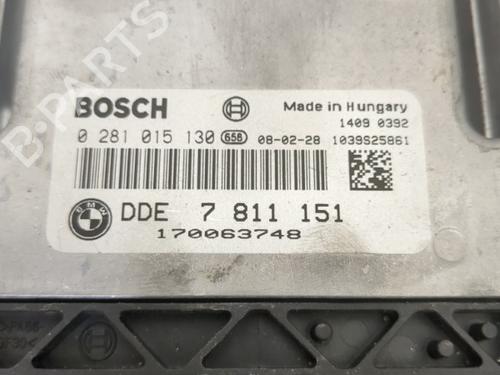 BOSCH
Made in Hungary
1409 0392
0 281 015 130 658 08-02-28 1039S25861
BMW
DDE 7 811 151
170063748
B-PARTS